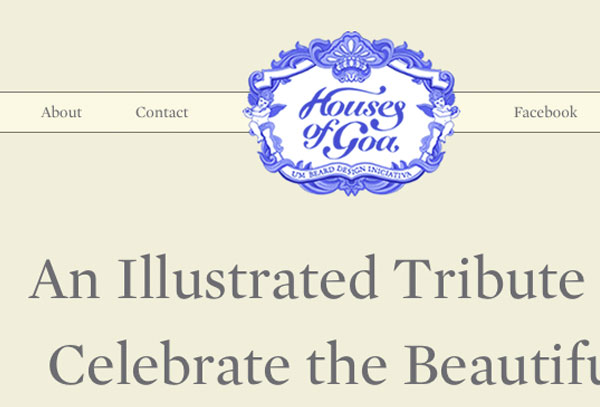 About
Contact
Houses
of Goa
UM BEARD DESIGN INICIATIVA
Facebook
An Illustrated Tribute
Celebrate the Beautifu